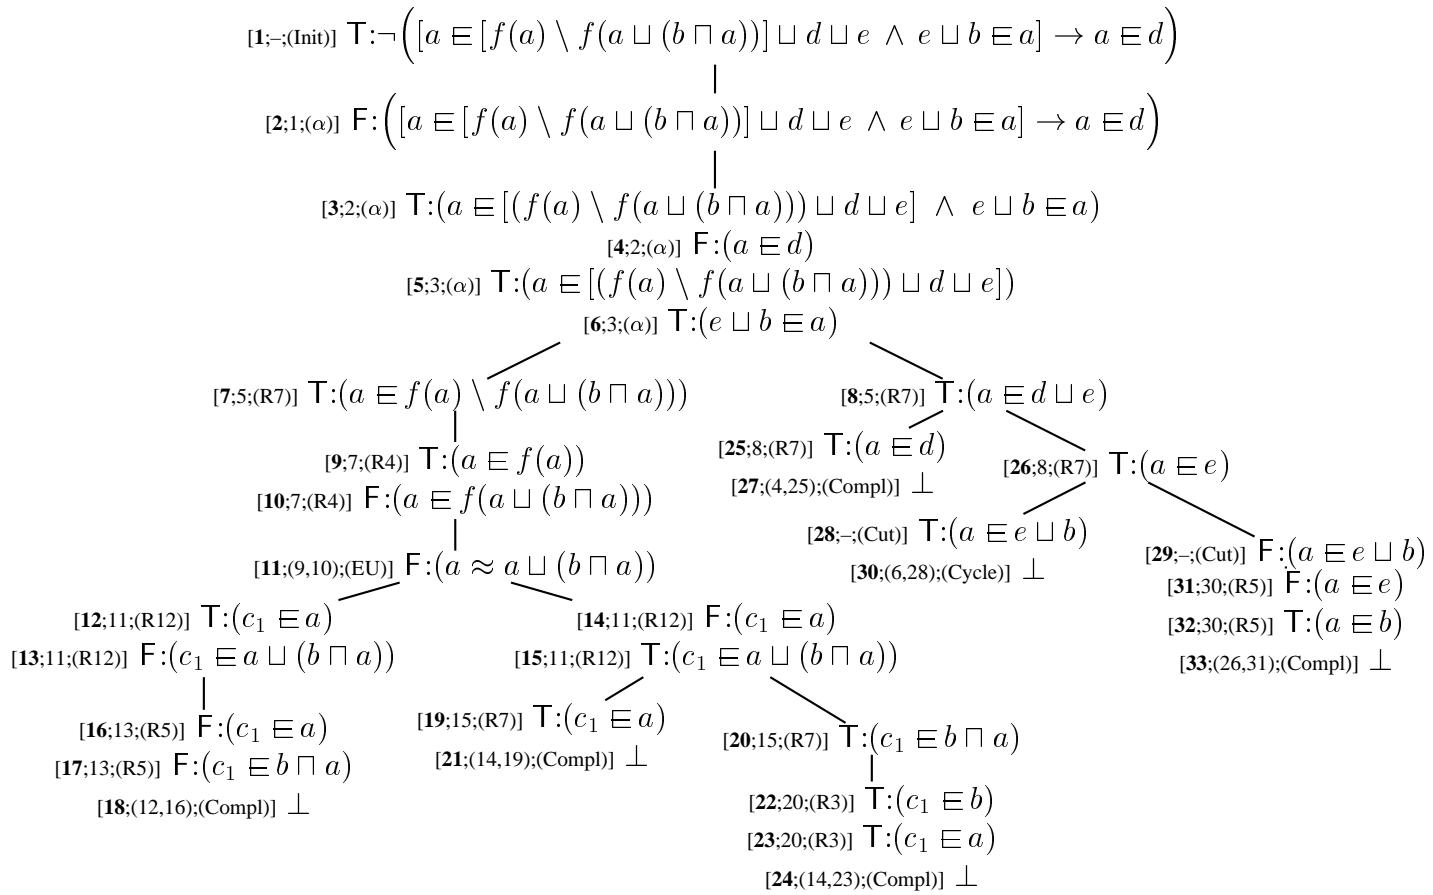 [1;–;(Init)] T:¬([a ∈ [f(a) \ f(a ⊔ (b ⊓ a))] ⊔ d ⊔ e ∧ e ⊔ b ∈ a] → a ∈ d)
[2;1;(α)] F:([a ∈ [f(a) \ f(a ⊔ (b ⊓ a))] ⊔ d ⊔ e ∧ e ⊔ b ∈ a] → a ∈ d)
[3;2;(α)] T:(a ∈ [(f(a) \ f(a ⊔ (b ⊓ a))) ⊔ d ⊔ e] ∧ e ⊔ b ∈ a)
[4;2;(α)] F:(a ∈ d)
[5;3;(α)] T:(a ∈ [(f(a) \ f(a ⊔ (b ⊓ a))) ⊔ d ⊔ e])
[6;3;(α)] T:(e ⊔ b ∈ a)
[7;5;(R7)] T:(a ∈ f(a) \ f(a ⊔ (b ⊓ a)))
[9;7;(R4)] T:(a ∈ f(a))
[10;7;(R4)] F:(a ∈ f(a ⊔ (b ⊓ a)))
[11;(9,10);(EU)] F:(a ≈ a ⊔ (b ⊓ a))
[12;11;(R12)] T:(c₁ ∈ a)
[13;11;(R12)] F:(c₁ ∈ a ⊔ (b ⊓ a))
[16;13;(R5)] F:(c₁ ∈ a)
[17;13;(R5)] F:(c₁ ∈ b ⊓ a)
[18;(12,16);(Compl)] ⊥
[14;11;(R12)] F:(c₁ ∈ a)
[15;11;(R12)] T:(c₁ ∈ a ⊔ (b ⊓ a))
[19;15;(R7)] T:(c₁ ∈ a)
[21;(14,19);(Compl)] ⊥
[20;15;(R7)] T:(c₁ ∈ b ⊓ a)
[22;20;(R3)] T:(c₁ ∈ b)
[23;20;(R3)] T:(c₁ ∈ a)
[24;(14,23);(Compl)] ⊥
[8;5;(R7)] T:(a ∈ d ⊔ e)
[25;8;(R7)] T:(a ∈ d)
[27;(4,25);(Compl)] ⊥
[26;8;(R7)] T:(a ∈ e)
[28;–;(Cut)] T:(a ∈ e ⊔ b)
[30;(6,28);(Cycle)] ⊥
[29;–;(Cut)] F:(a ∈ e ⊔ b)
[31;30;(R5)] F:(a ∈ e)
[32;30;(R5)] T:(a ∈ b)
[33;(26,31);(Compl)] ⊥